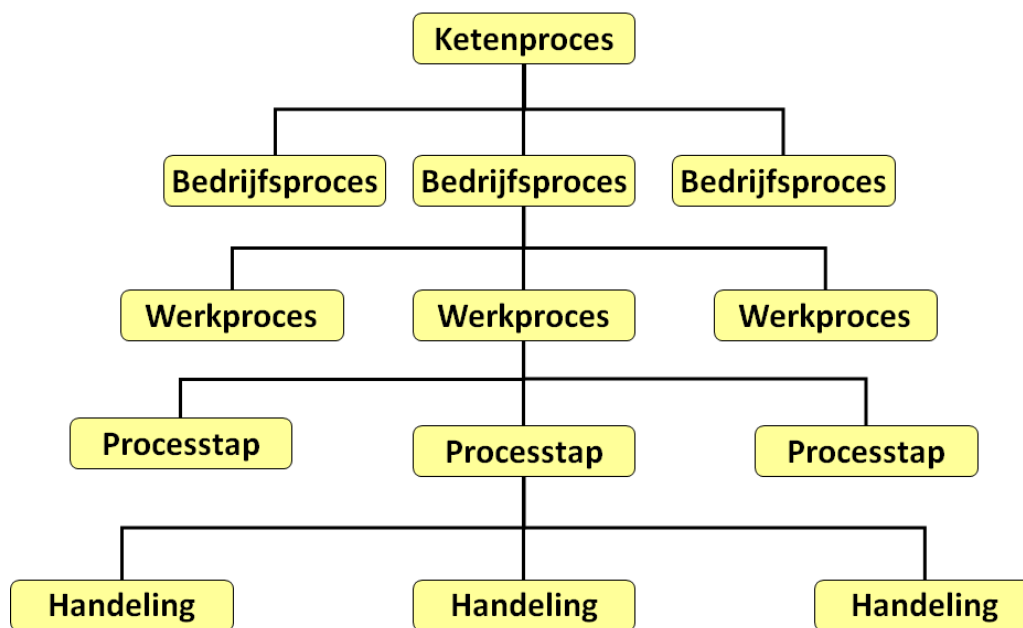 Ketenproces
Bedrijfsproces Bedrijfsproces Bedrijfsproces
Werkproces Werkproces Werkproces
Processtap Processtap Processtap
Handeling Handeling Handeling